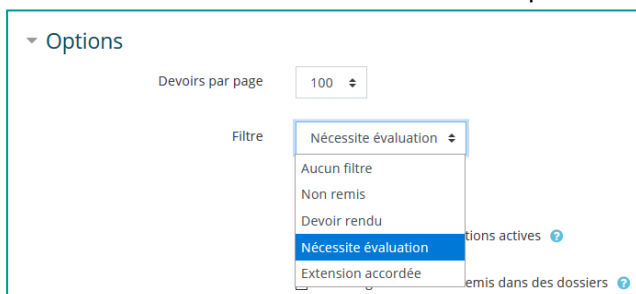 Options
Devoirs par page 100
Filtre Nécessite évaluation
Aucun filtre
Non remis
Devoir rendu
Nécessite évaluation
tions actives
Extension accordée
emis dans des dossiers